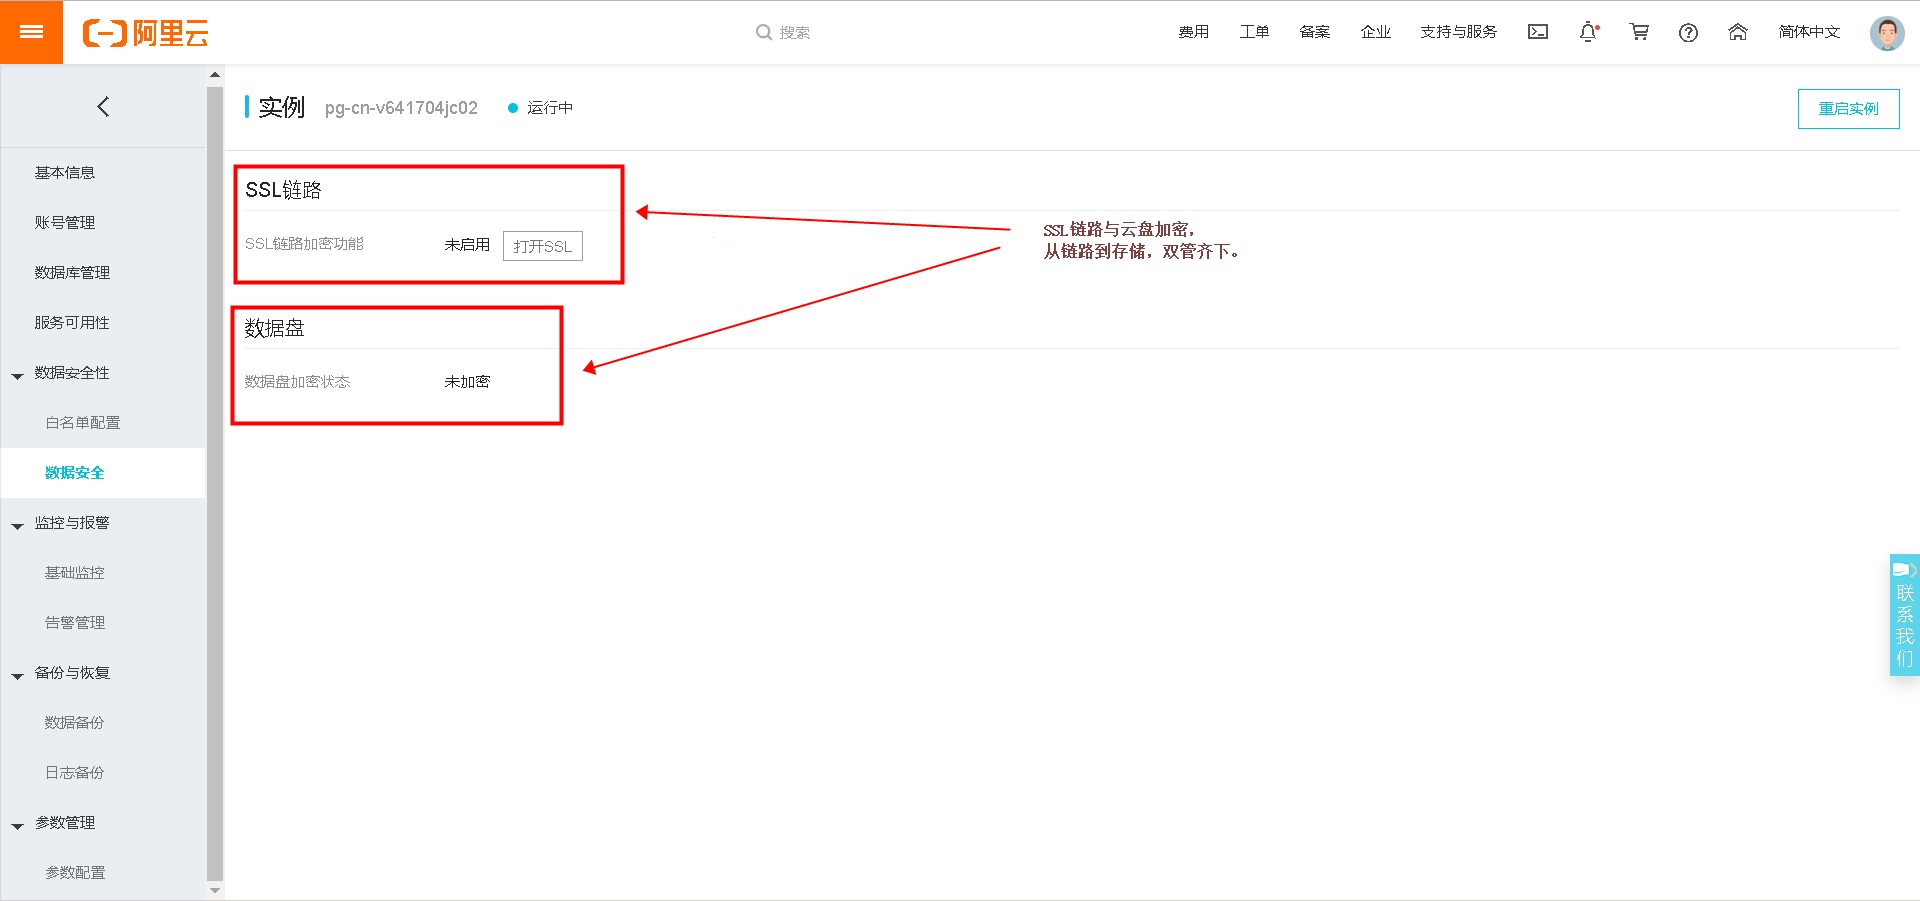 阿里云
搜索
费用
工单
备案
企业
支持与服务
简体中文
实例
pg-cn-v641704jc02
运行中
重启实例
基本信息
账号管理
数据库管理
服务可用性
数据安全性
白名单配置
数据安全
监控与报警
基础监控
告警管理
备份与恢复
数据备份
日志备份
参数管理
参数配置
SSL链路
SSL链路加密功能
未启用
打开SSL
数据盘
数据盘加密状态
未加密
SSL链路与云盘加密，
从链路到存储，双管齐下。
联系我们